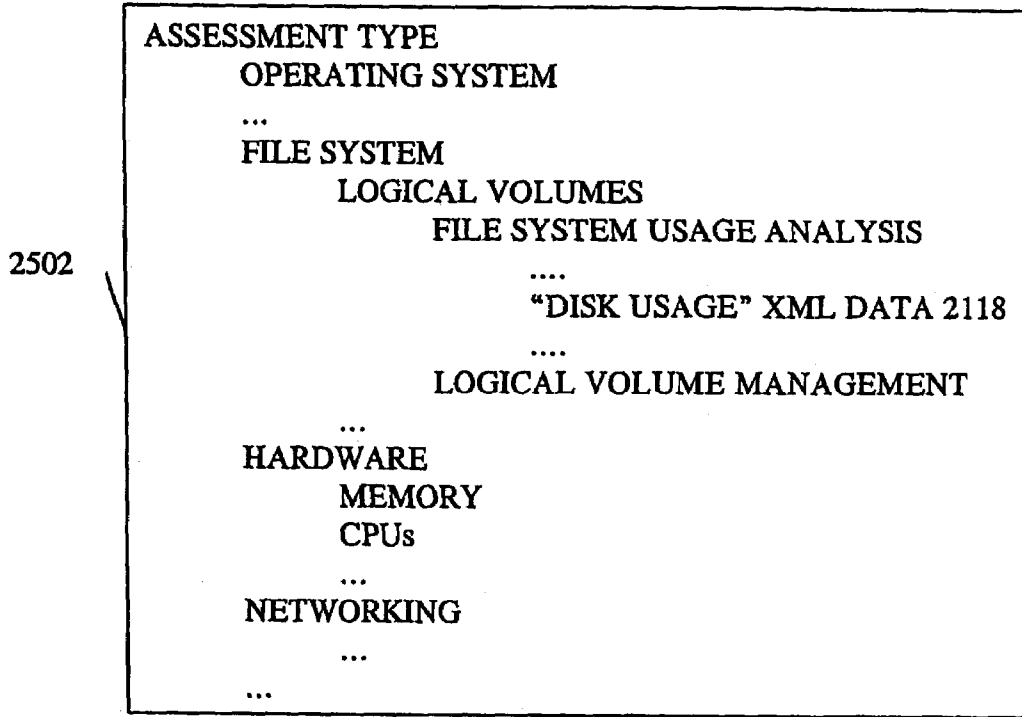 ASSESSMENT TYPE
OPERATING SYSTEM
...
FILE SYSTEM
LOGICAL VOLUMES
FILE SYSTEM USAGE ANALYSIS
2502
....
“DISK USAGE” XML DATA 2118
....
LOGICAL VOLUME MANAGEMENT
...
HARDWARE
MEMORY
CPUs
...
NETWORKING
...
...